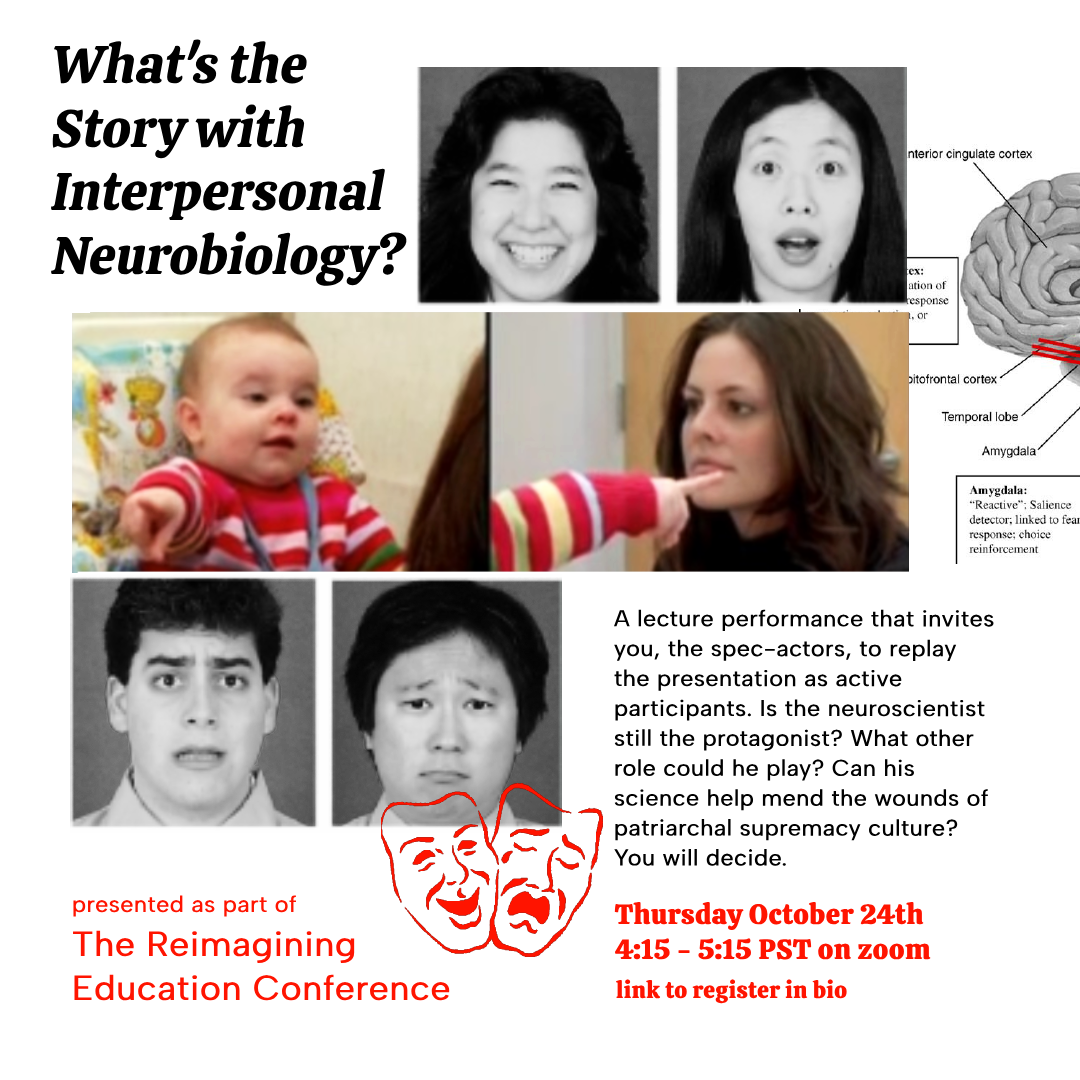 What's the
Story with
Interpersonal
Neurobiology?
nterior cingulate cortex
ex:
ation of
response
, or
bitofrontal cortex
Temporal lobe
Amygdala
Amygdala:
"Reactive"; Salience
detector; linked to fear
response; choice
reinforcement
A lecture performance that invites
you, the spec-actors, to replay
the presentation as active
participants. Is the neuroscientist
still the protagonist? What other
role could he play? Can his
science help mend the wounds of
patriarchal supremacy culture?
You will decide.
presented as part of
The Reimagining
Education Conference
Thursday October 24th
4:15 - 5:15 PST on zoom
link to register in bio